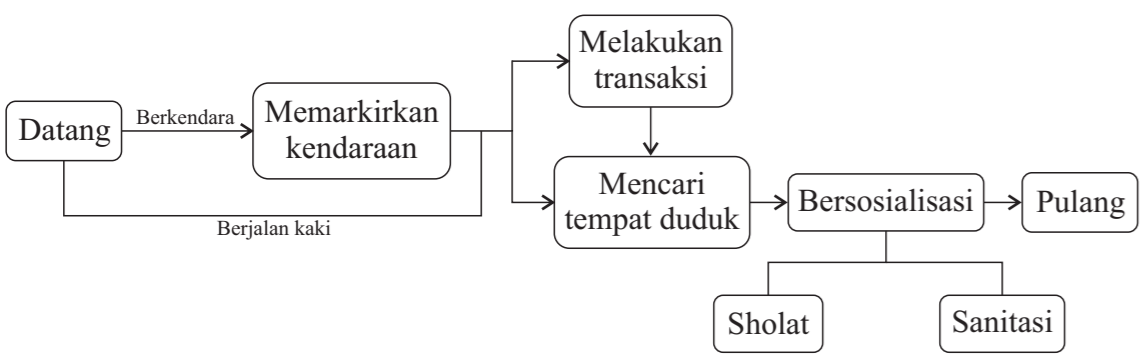 Datang
Berkendara
Memarkirkan
kendaraan
Berjalan kaki
Melakukan
transaksi
Mencari
tempat duduk
Bersosialisasi
Pulang
Sholat
Sanitasi